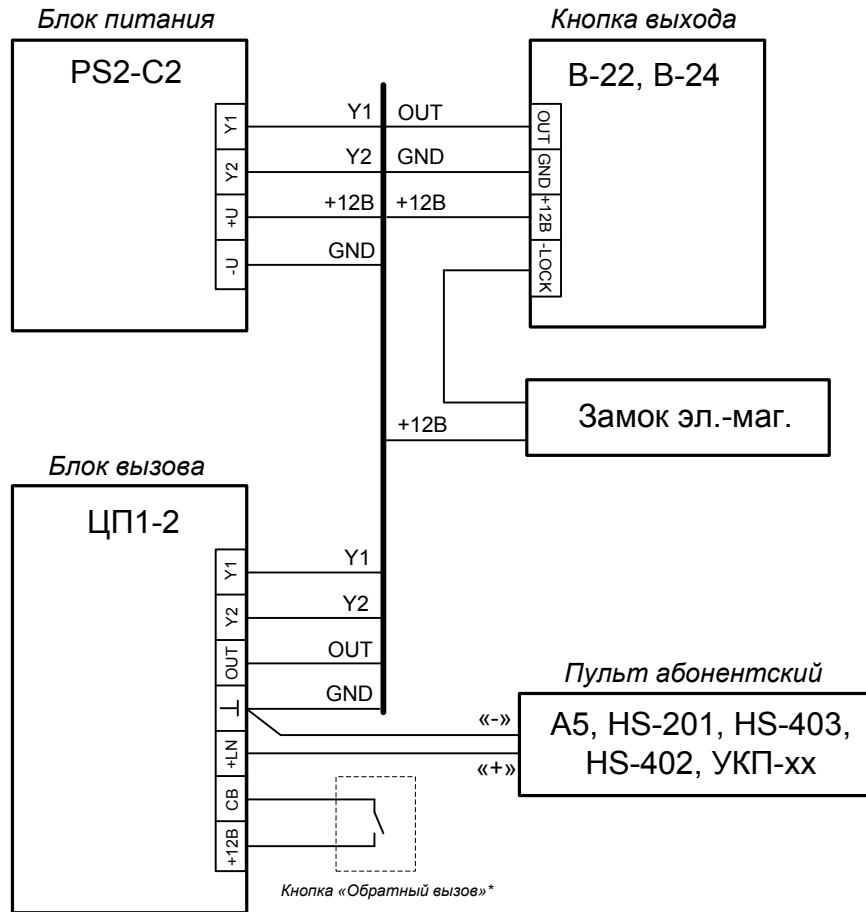 Блок питания
PS2-C2
Y1
Y2
+U
-U
Y1
Y2
+12В
GND
Кнопка выхода
В-22, В-24
OUT
GND
+12В
OUT
GND
+12В
-LOCK
+12В
Замок эл.-маг.
Блок вызова
ЦП1-2
Y1
Y2
OUT
⊥
+LN
СВ
+12В
Y1
Y2
OUT
GND
«-»
«+»
Пульт абонентский
А5, HS-201, HS-403,
HS-402, УКП-хх
Кнопка «Обратный вызов»*